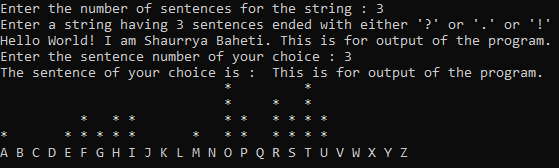 Enter the number of sentences for the string : 3
Enter a string having 3 sentences ended with either '?' or '.' or '!'
Hello World! I am Shaurrya Baheti. This is for output of the program.
Enter the sentence number of your choice : 3
The sentence of your choice is :  This is for output of the program.
                            *         *
                            *     *   *
          *   * *           * *   * * * *
*       * * * * *       *   * *   * * * *
A B C D E F G H I J K L M N O P Q R S T U V W X Y Z